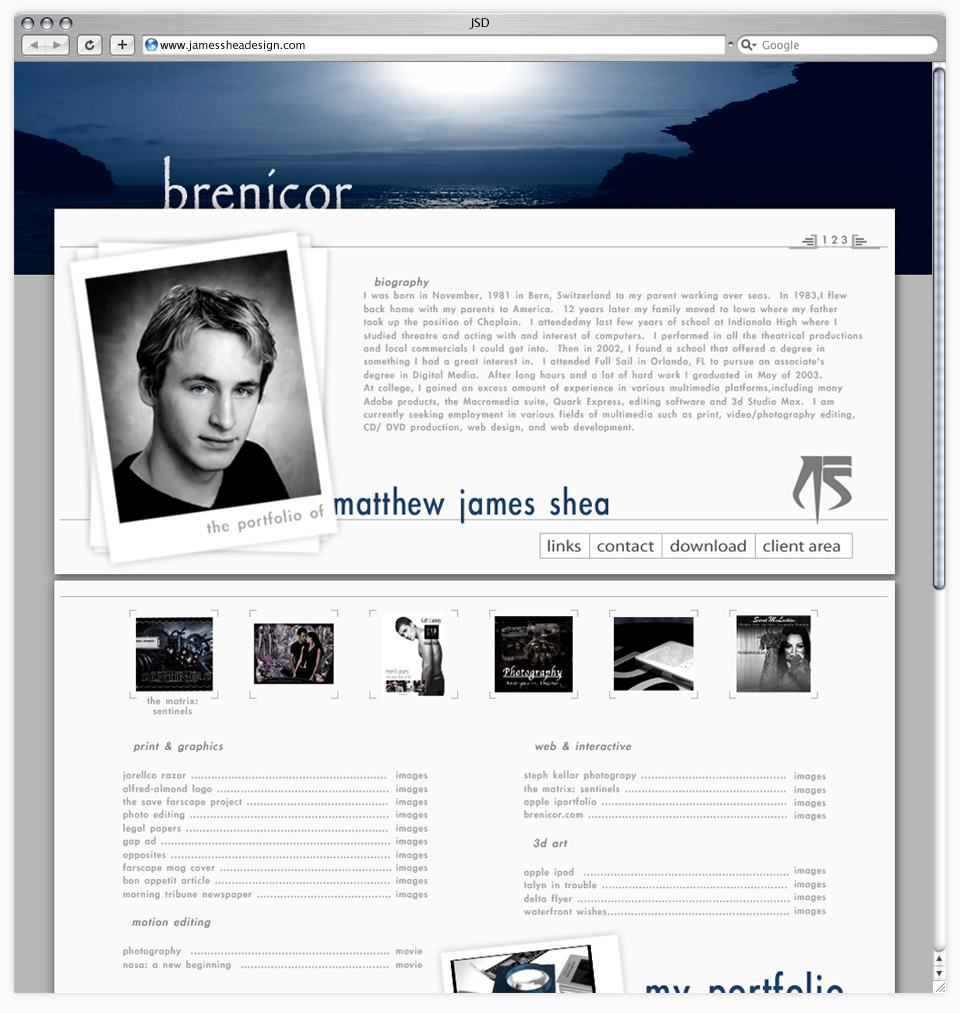 JSD
www.jamessheadesign.com
Google
brenicor
1 2 3
biography
I was born in November, 1981 in Bern, Switzerland to my parent working over seas. In 1983,I flew
back home with my parents to America. 12 years later my family moved to Iowa where my father
took up the position of Chaplain. I attendedmy last few years of school at Indianola High where I
studied threatre and acting with and interest of computers. I performed in all the theatrical productions
and local commercials I could get into. Then in 2002, I found a school that offered a degree in
something I had a great interest in. I attended Full Sail in Orlando, FL to pursue an associate's
degree in Digital Media. After long hours and a lot of hard work I graduated in May of 2003.
At college, I gained an excess amount of experience in various multimedia platforms,including many
Adobe products, the Macromedia suite, Quark Express, editing software and 3d Studio Max. I am
currently seeking employment in various fields of multimedia such as print, video/photography editing,
CD/ DVD production, web design, and web development.
the portfolio of
matthew james shea
links contact download client area
SENTINELS
Photography
Sarah McLachlan
the matrix:
sentinels
print & graphics
jarellco razor ... images
alfred-almond logo ... images
the save farscape project ... images
photo editing ... images
legal papers ... images
gap ad ... images
opposites ... images
farscape mag cover ... images
bon appetit article ... images
morning tribune newspaper ... images
motion editing
photography ... movie
nasa: a new beginning ... movie
web & interactive
steph kellar photograpy ... images
the matrix: sentinels ... images
apple iportfolio ... images
brenicor.com ... images
3d art
apple ipod ... images
talyn in trouble ... images
delta flyer ... images
waterfront wishes... images
my portfolio